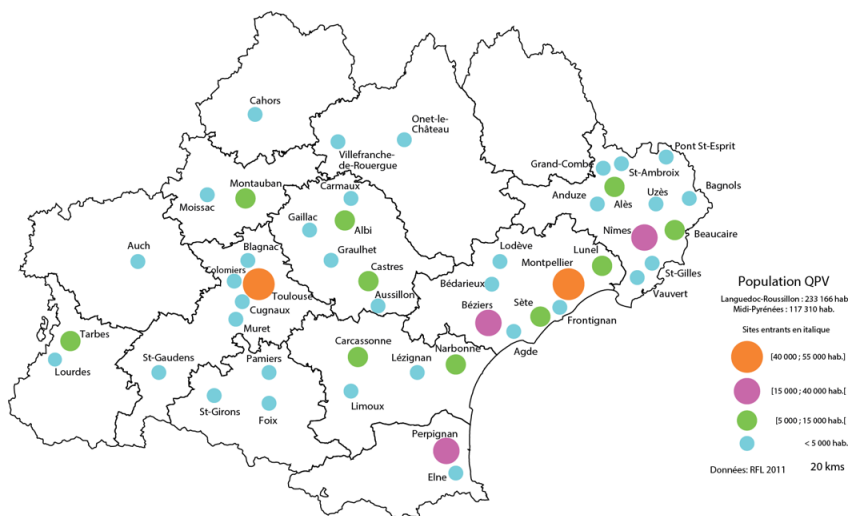 Cahors
Onet-le-
Château
Villefranche-
de-Rouergue
Pont St-Esprit
Grand-Combe
St-Ambroix
Montauban
Carmaux
Moissac
Anduze
Alès
Uzès
Bagnols
Gaillac
Albi
Nîmes
Beaucaire
Auch
Blagnac
Graulhet
Lodève
Lunel
Montpellier
Colomiers
Castres
Bédarieux
St-Gilles
Toulouse
Aussillon
Vauvert
Cugnaux
Béziers
Sète
Muret
Frontignan
Tarbes
Carcassonne
Narbonne
Agde
Lourdes
St-Gaudens
Pamiers
Lézignan
St-Girons
Foix
Limoux
Perpignan
Elne
Population QPV
Languedoc-Roussillon : 233 166 hab
Midi-Pyrénées : 117 310 hab.
Sites entrants en italique
[40 000 ; 55 000 hab.]
[15 000 ; 40 000 hab.[
[5 000 ; 15 000 hab.[
< 5 000 hab.
Données: RFL 2011
20 kms